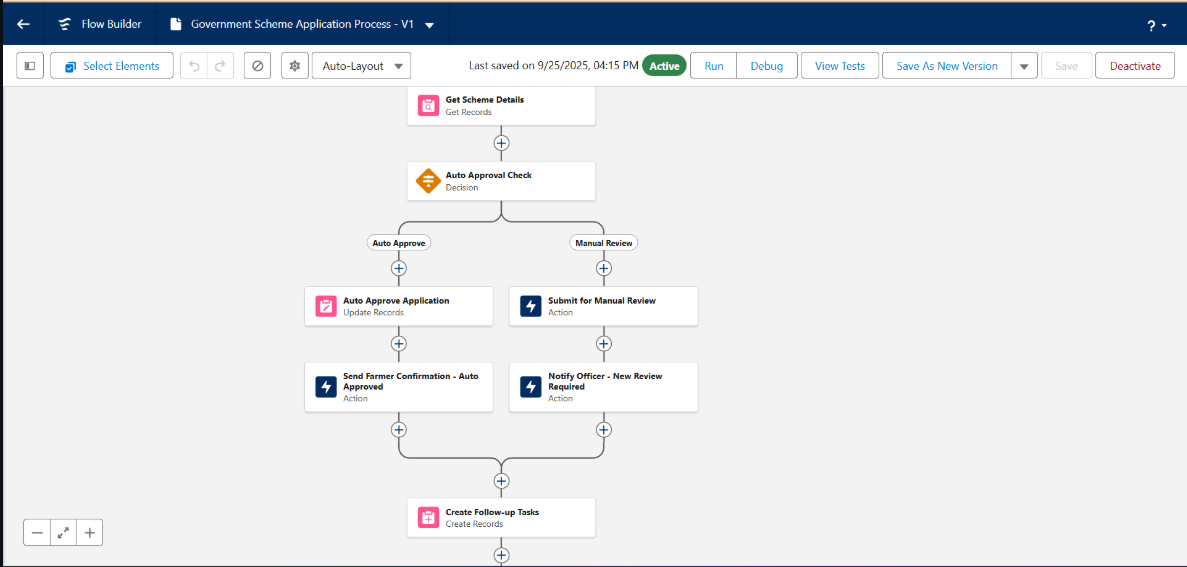 Flow Builder
Government Scheme Application Process - V1
?
Select Elements
Auto-Layout
Last saved on 9/25/2025, 04:15 PM
Active
Run
Debug
View Tests
Save As New Version
Save
Deactivate
Get Scheme Details
Get Records
Auto Approval Check
Decision
Auto Approve
Manual Review
Auto Approve Application
Update Records
Submit for Manual Review
Action
Send Farmer Confirmation - Auto
Approved
Action
Notify Officer - New Review
Required
Action
Create Follow-up Tasks
Create Records